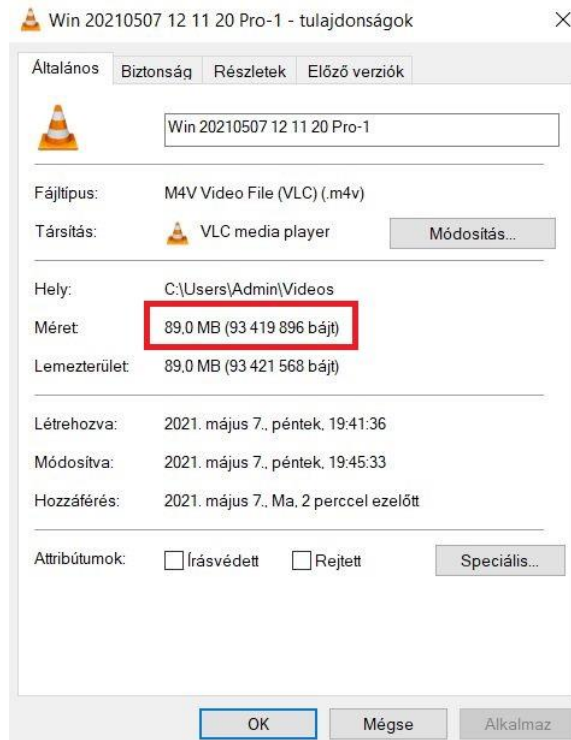 Win 20210507 12 11 20 Pro-1 - tulajdonságok
Általános Biztonság Részletek Előző verziók
Win 20210507 12 11 20 Pro-1
Fájltípus: M4V Video File (VLC) (.m4v)
Társítás: VLC media player Módosítás...
Hely: C:\Users\Admin\Videos
Méret: 89,0 MB (93 419 896 bájt)
Lemezterület: 89,0 MB (93 421 568 bájt)
Létrehozva: 2021. május 7., péntek, 19:41:36
Módosítva: 2021. május 7., péntek, 19:45:33
Hozzáférés: 2021. május 7., Ma, 2 perccel ezelőtt
Attribútumok: Írásvédett Rejtett Speciális...
OK Mégse Alkalmaz